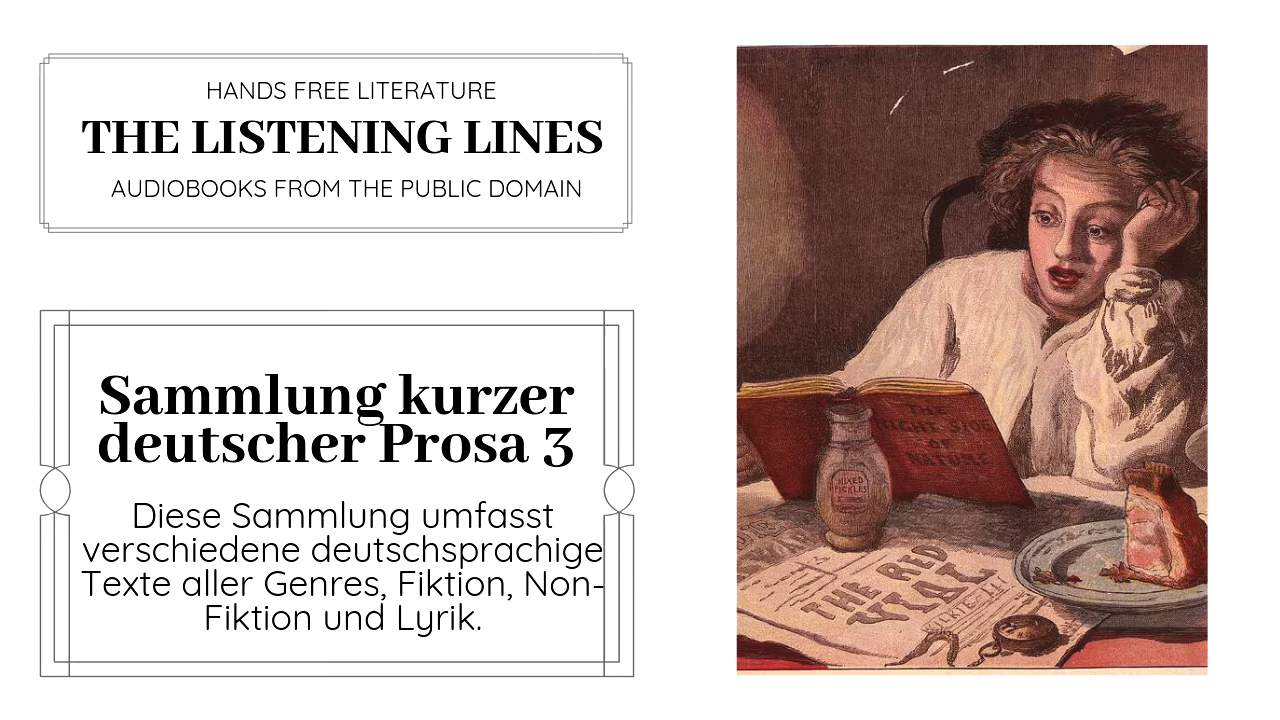 HANDS FREE LITERATURE
THE LISTENING LINES
AUDIOBOOKS FROM THE PUBLIC DOMAIN
Sammlung kurzer
deutscher Prosa 3
Diese Sammlung umfasst
verschiedene deutschsprachige
Texte aller Genres, Fiktion, Non-
Fiktion und Lyrik.
THE
NIGHT SIDE
OF
NATURE
MIXED
PICKLES
THE RED
VIAL